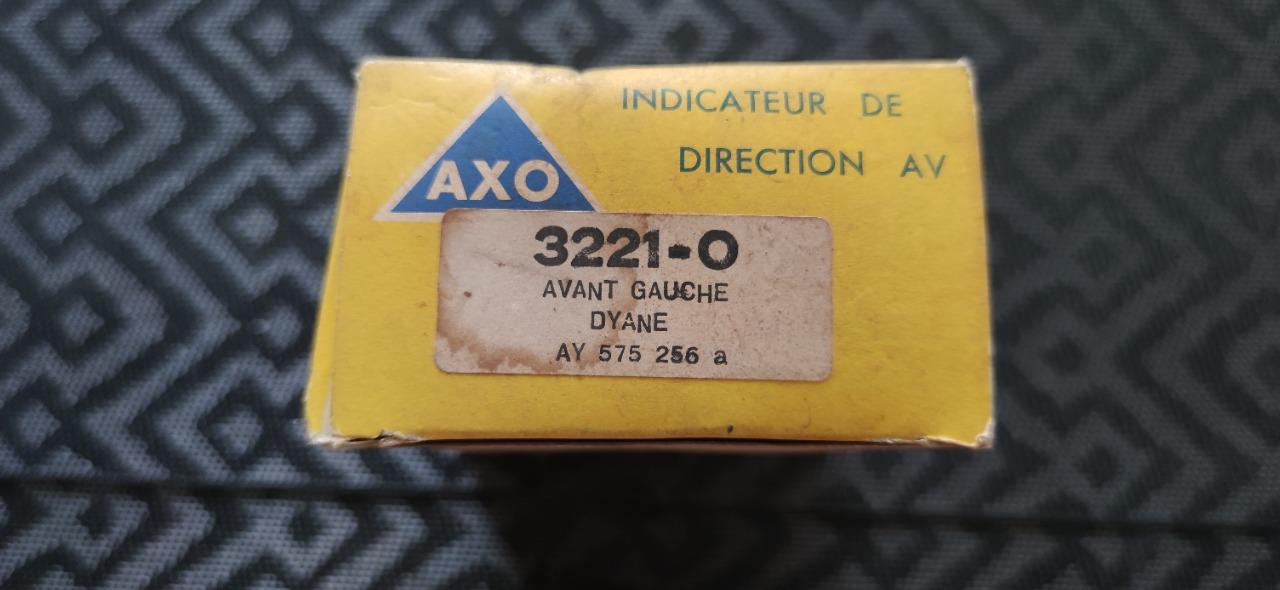 INDICATEUR DE
DIRECTION AV
AXO
3221-O
AVANT GAUCHE
DYANE
AY 575 256 a